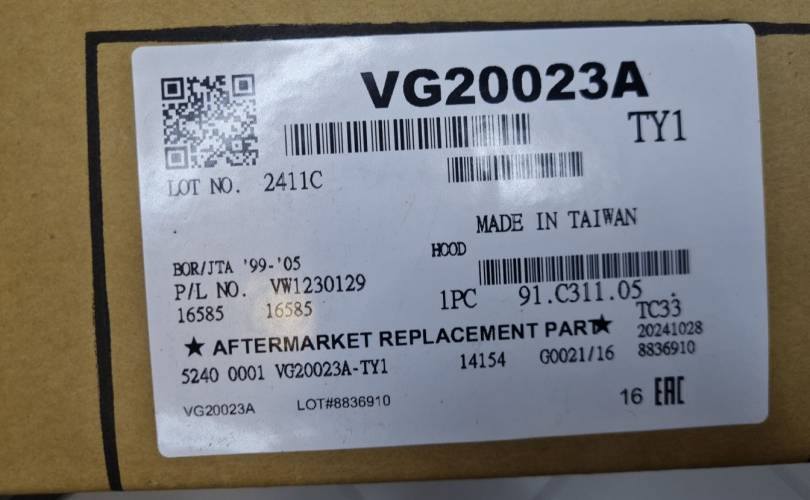 VG20023A
TY1
LOT NO. 2411C
MADE IN TAIWAN
HOOD
BOR/JTA '99-'05
P/L NO. VW1230129
1PC 91.C311.05
16585 16585
TC33
★ AFTERMARKET REPLACEMENT PART★
20241028
5240 0001 VG20023A-TY1 14154 G0021/16 8836910
VG20023A LOT#8836910 16 EAC